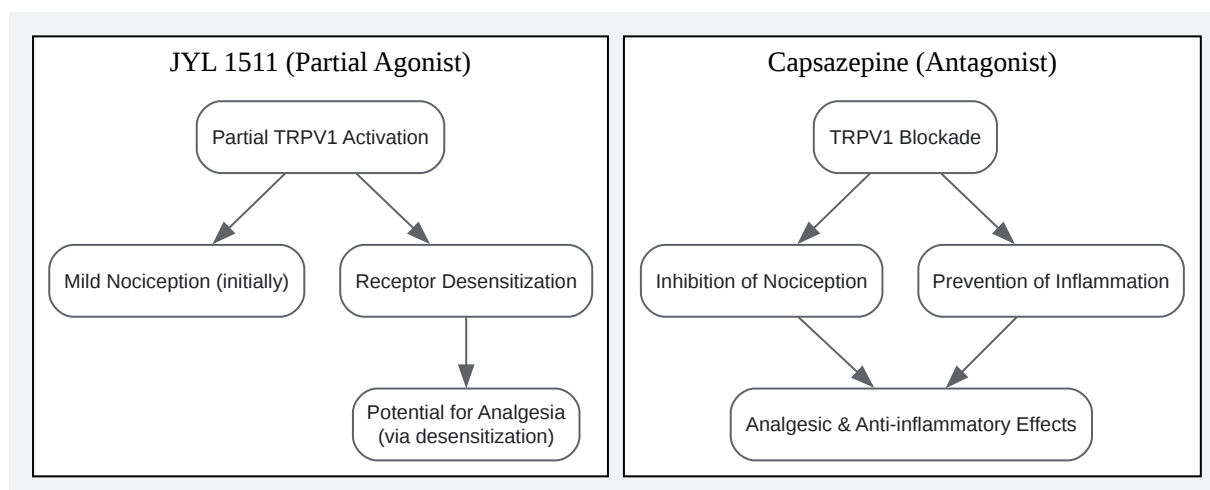 JYL 1511 (Partial Agonist)
Partial TRPV1 Activation
Mild Nociception (initially)
Receptor Desensitization
Potential for Analgesia
(via desensitization)
Capsazepine (Antagonist)
TRPV1 Blockade
Inhibition of Nociception
Prevention of Inflammation
Analgesic & Anti-inflammatory Effects